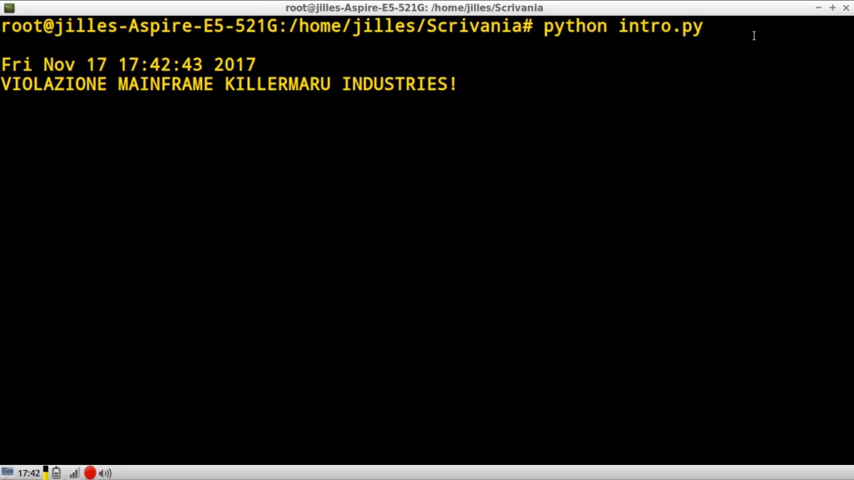 root@jilles-Aspire-E5-521G: /home/jilles/Scrivania
root@jilles-Aspire-E5-521G:/home/jilles/Scrivania# python intro.py
Fri Nov 17 17:42:43 2017
VIOLAZIONE MAINFRAME KILLERMARU INDUSTRIES!
17:42